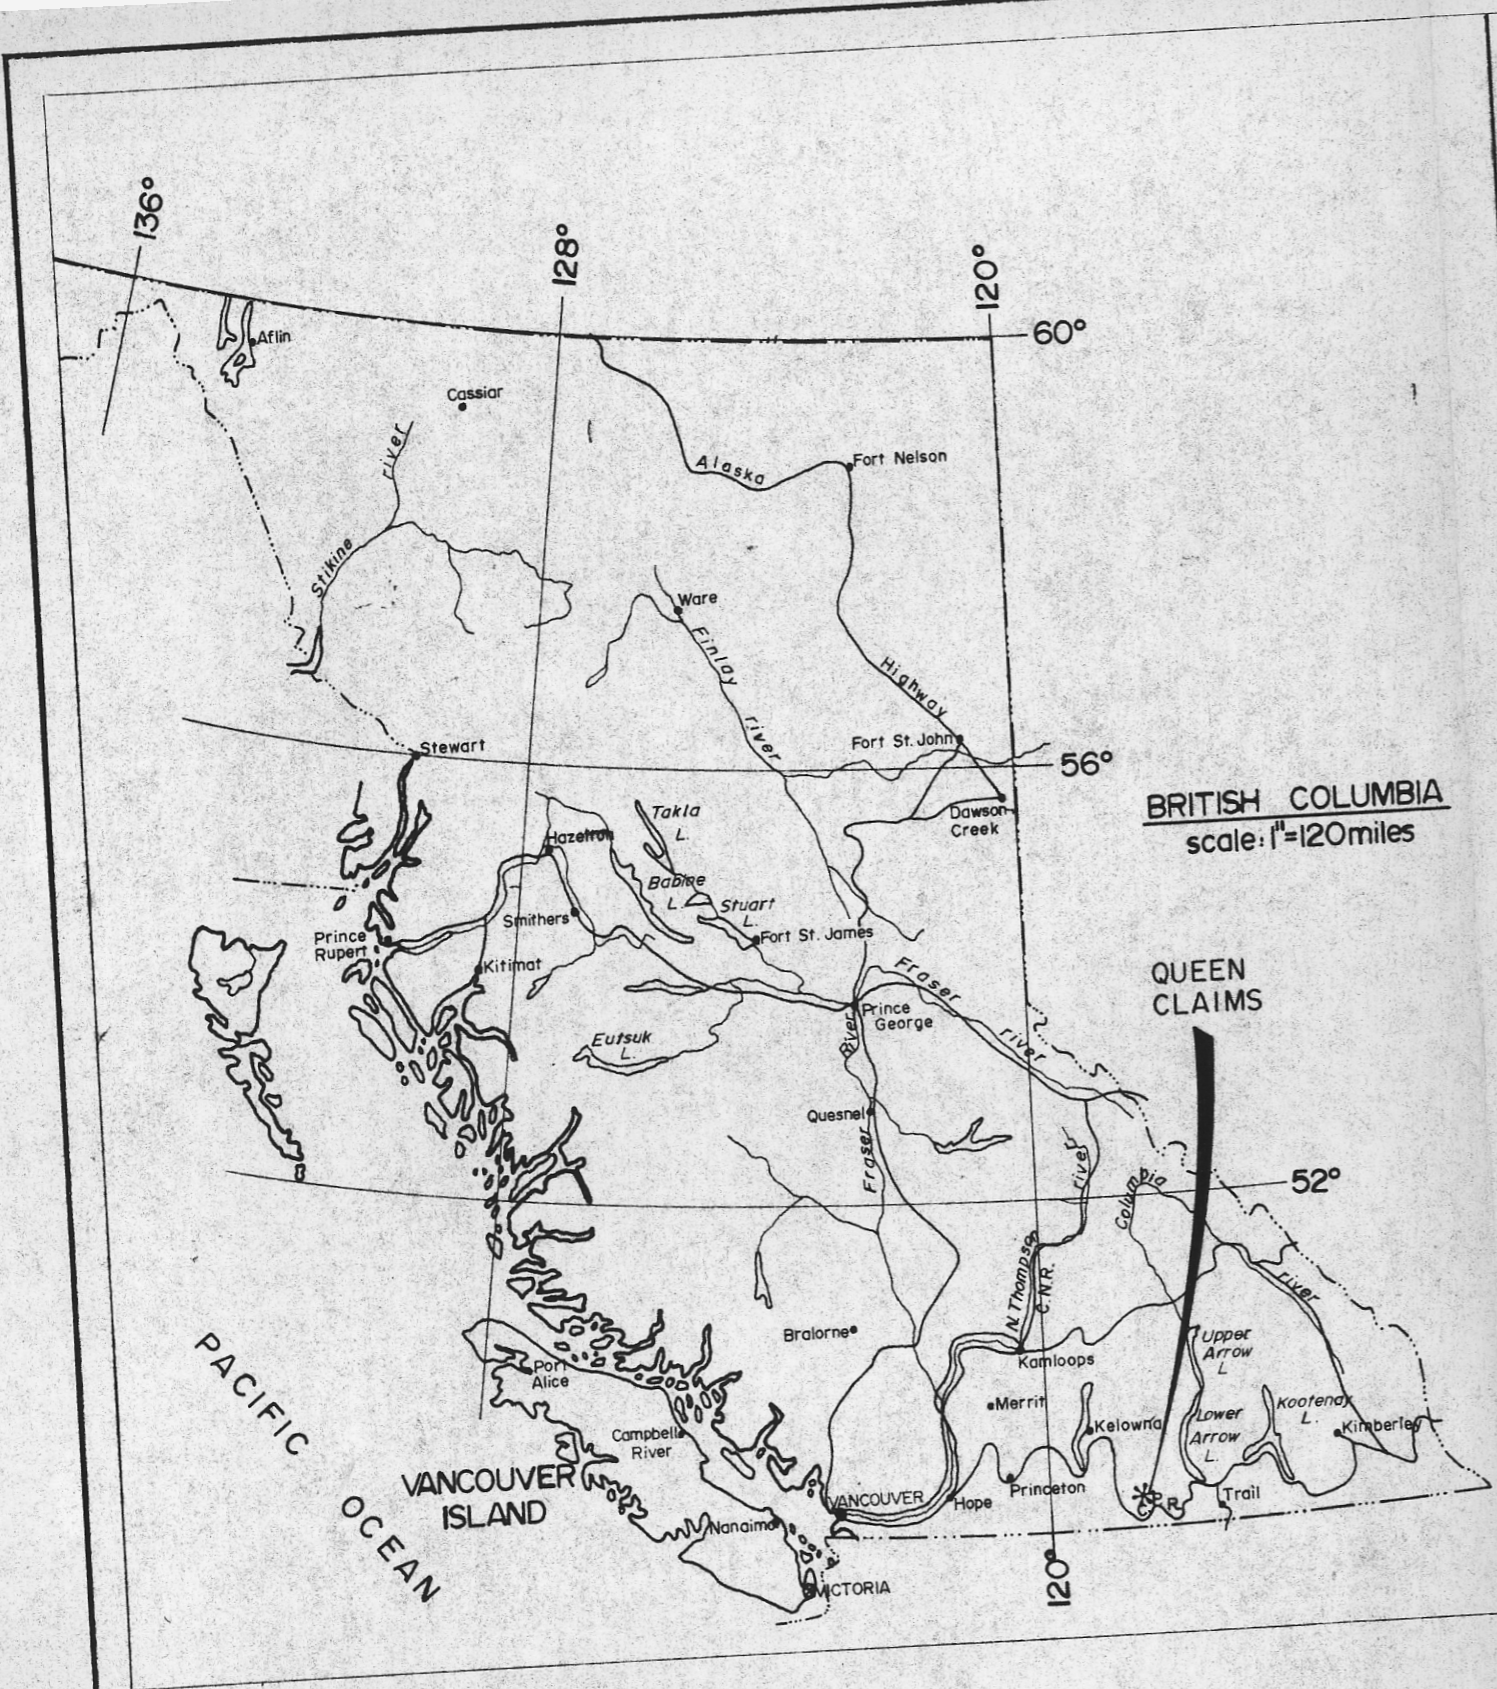 136°
128°
120°
60°
Aflin
Cassiar
river
Alaska
Fort Nelson
Stikine
Ware
Finlay
river
Highway
Fort St. John
Stewart
56°
Dawson
Creek
BRITISH COLUMBIA
scale: 1"=120miles
Takla
L.
Hazelton
Babine
L.
Stuart
L.
Smithers
Fort St. James
Prince
Rupert
Kitimat
Fraser
river
QUEEN
CLAIMS
Prince
George
River
Eutsuk
L.
Quesnel
Fraser
river
Columbia
52°
N. Thompson
C.N.R.
river
Bralorne
Kamloops
Upper
Arrow
L
Port
Alice
Merrit
Kelowna
Lower
Arrow
L.
Kootenay
L.
Kimberley
Campbell
River
PACIFIC
OCEAN
VANCOUVER
ISLAND
VANCOUVER
Hope
Princeton
C.P.R.
Trail
Nanaimo
VICTORIA
120°